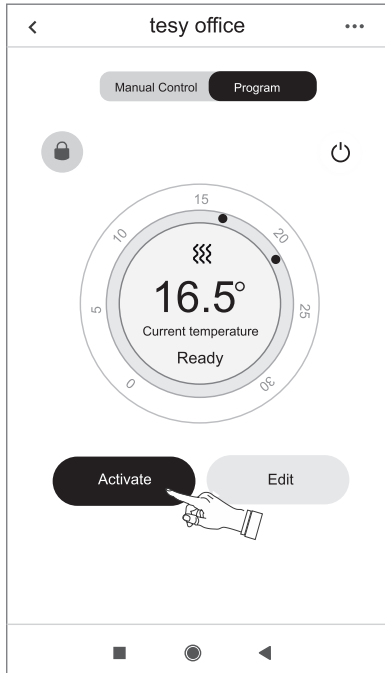 tesy office
Manual Control
Program
15
10
20
5
25
0
30
16.5°
Current temperature
Ready
Activate
Edit